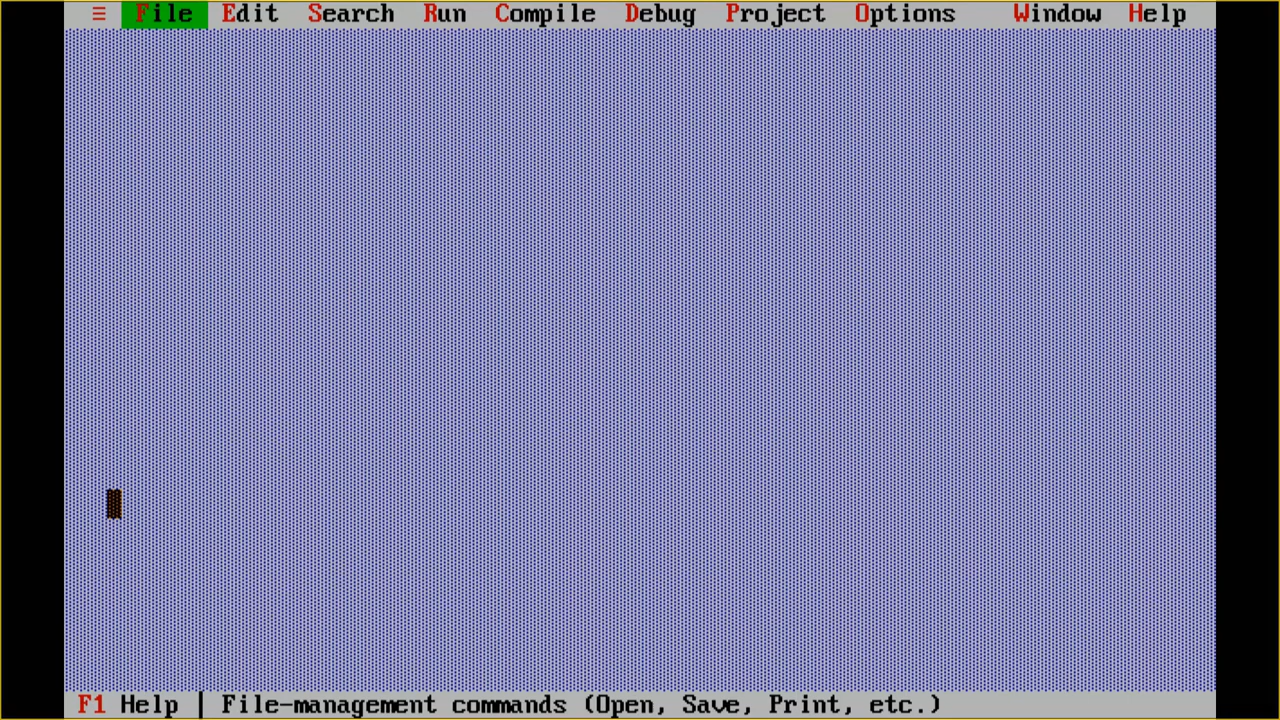 ≡ File Edit Search Run Compile Debug Project Options Window Help
F1 Help | File-management commands (Open, Save, Print, etc.)